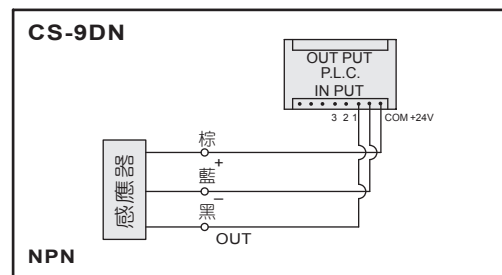 CS-9DN
OUT PUT
P.L.C.
IN PUT
3 2 1 COM +24V
棕
+
藍
−
黑
OUT
感應器
NPN